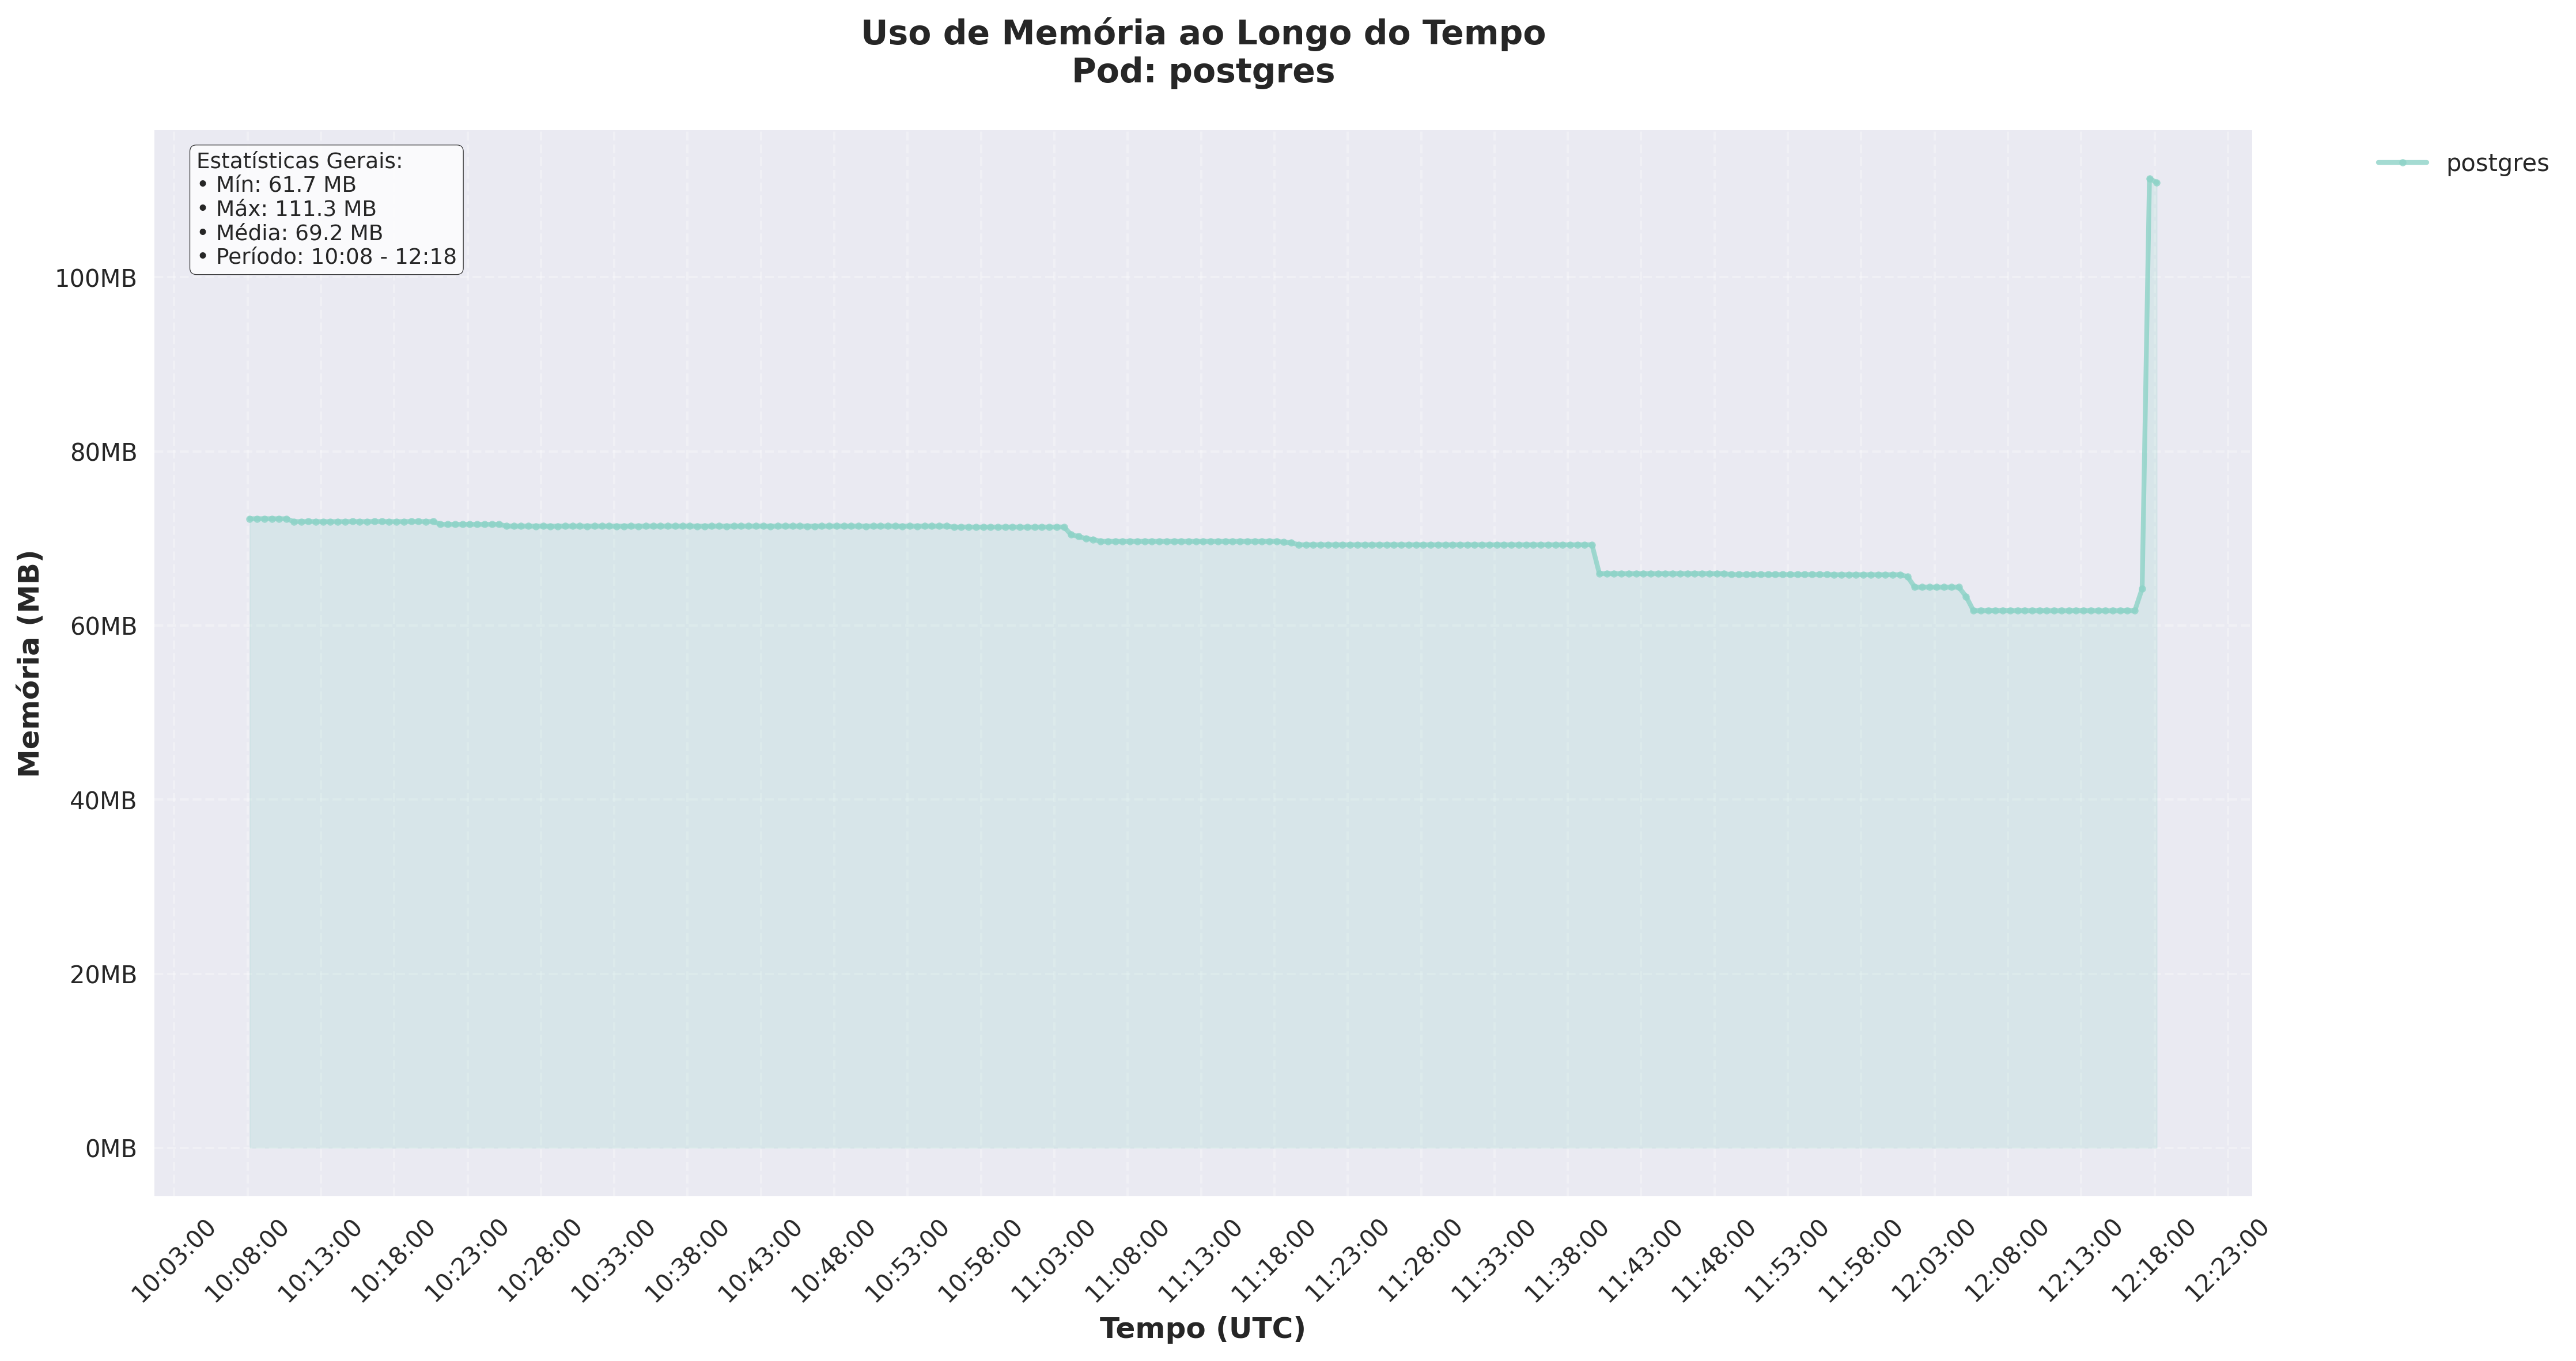 Uso de Memória ao Longo do Tempo
Pod: postgres
Estatísticas Gerais:
• Mín: 61.7 MB
• Máx: 111.3 MB
• Média: 69.2 MB
• Período: 10:08 - 12:18
postgres
Memória (MB)
100MB
80MB
60MB
40MB
20MB
0MB
10:03:00
10:08:00
10:13:00
10:18:00
10:23:00
10:28:00
10:33:00
10:38:00
10:43:00
10:48:00
10:53:00
10:58:00
11:03:00
11:08:00
11:13:00
11:18:00
11:23:00
11:28:00
11:33:00
11:38:00
11:43:00
11:48:00
11:53:00
11:58:00
12:03:00
12:08:00
12:13:00
12:18:00
12:23:00
Tempo (UTC)